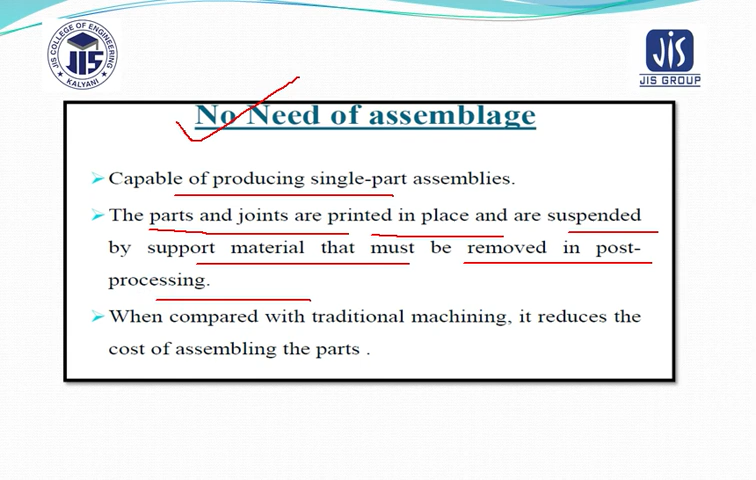 JIS COLLEGE OF ENGINEERING
JIS
KALYANI
JIS
JIS GROUP
No Need of assemblage
Capable of producing single-part assemblies.
The parts and joints are printed in place and are suspended
by support material that must be removed in post-
processing.
When compared with traditional machining, it reduces the
cost of assembling the parts .